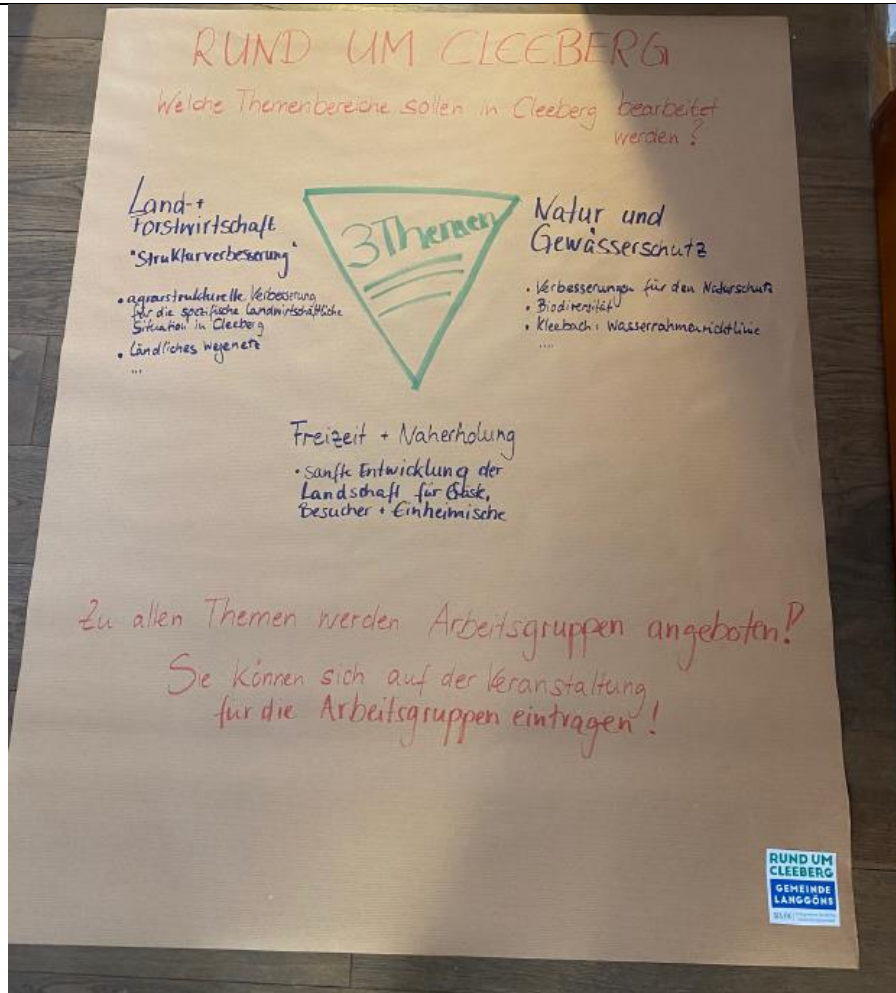 RUND UM CLEEBERG
Welche Themenbereiche sollen in Cleeberg bearbeitet
werden?
Land- +
Forstwirtschaft
"Strukturverbesserung"
• agrarstrukturelle Verbesserung
für die spezifische Landwirtschaftliche
Situation in Cleeberg
• Ländliches Wegenetz
...
3 Themen
Natur und
Gewässerschutz
• Verbesserungen für den Naturschutz
• Biodiversität
• Kleebach: Wasserrahmenrichtlinie
....
Freizeit + Naherholung
• sanfte Entwicklung der
Landschaft für Gäste,
Besucher + Einheimische
Zu allen Themen werden Arbeitsgruppen angeboten!
Sie können sich auf der Veranstaltung
für die Arbeitsgruppen eintragen!
RUND UM
CLEEBERG
GEMEINDE
LANGGÖNS